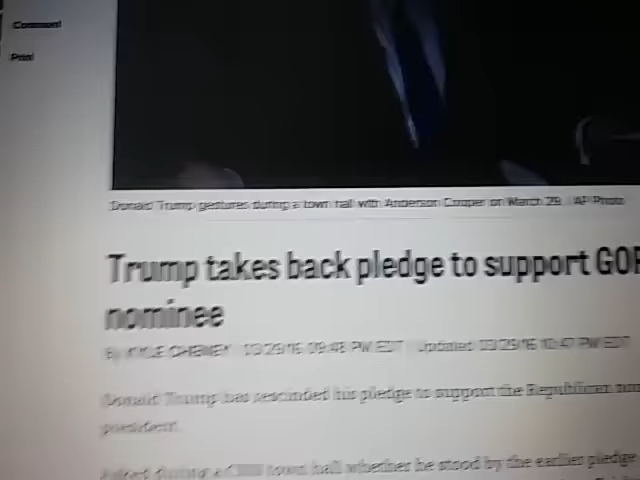 Comment
Print
Donald Trump gestures during a town hall with Anderson Cooper on March 29. | AP Photo
Trump takes back pledge to support GOP
nominee
By KYLE CHENEY 03/29/16 09:48 PM EDT Updated 03/29/16 10:47 PM EDT
Donald Trump has rescinded his pledge to support the Republican
president.
Asked during a CNN town hall whether he stood by the earlier pledge